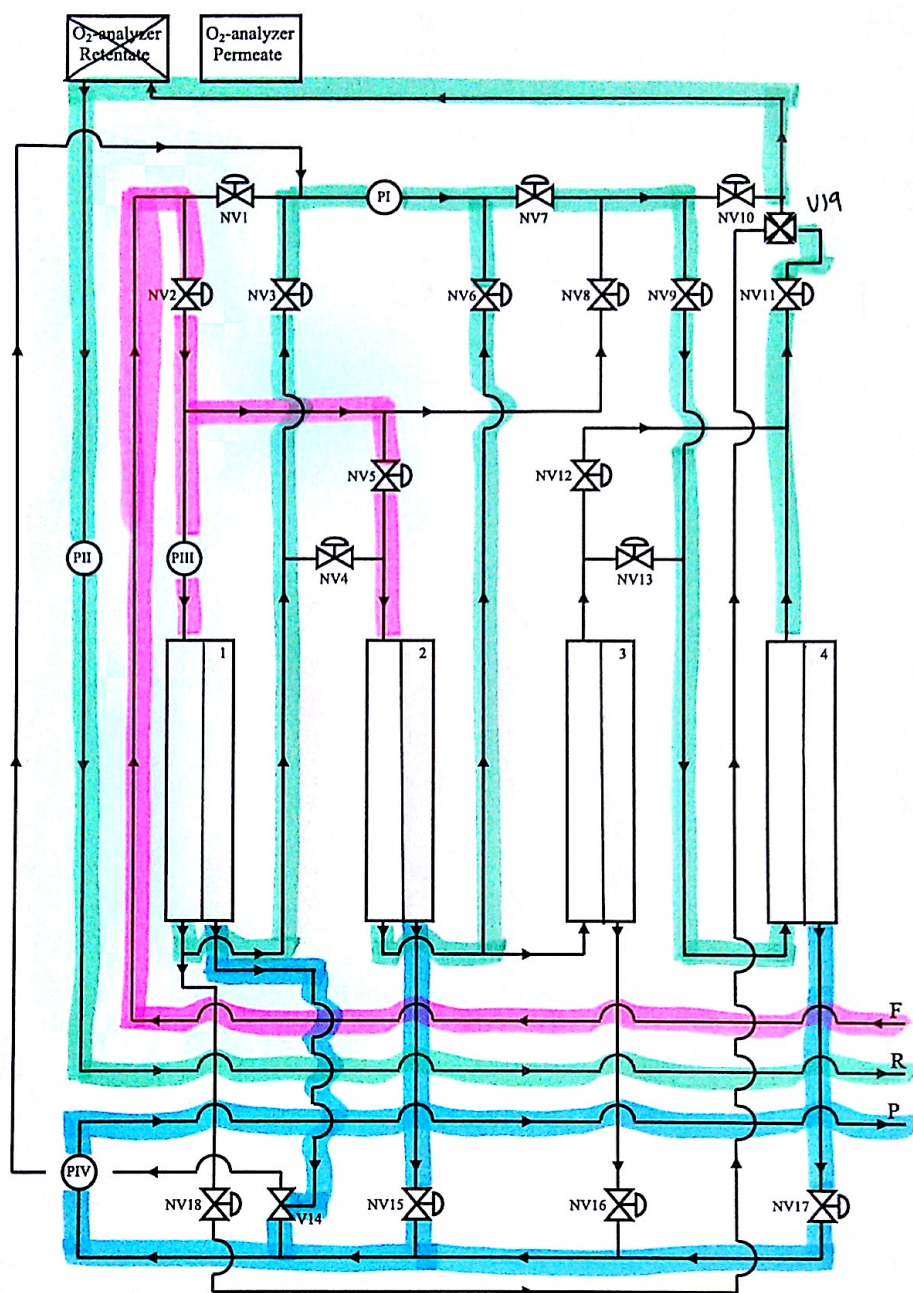 O₂-analyzer
Retentate
O₂-analyzer
Permeate
V19
NV1
PI
NV7
NV10
NV2
NV3
NV6
NV8
NV9
NV11
NV5
NV12
PII
PIII
NV4
NV13
1
2
3
4
F
R
P
PIV
NV18
V14
NV15
NV16
NV17